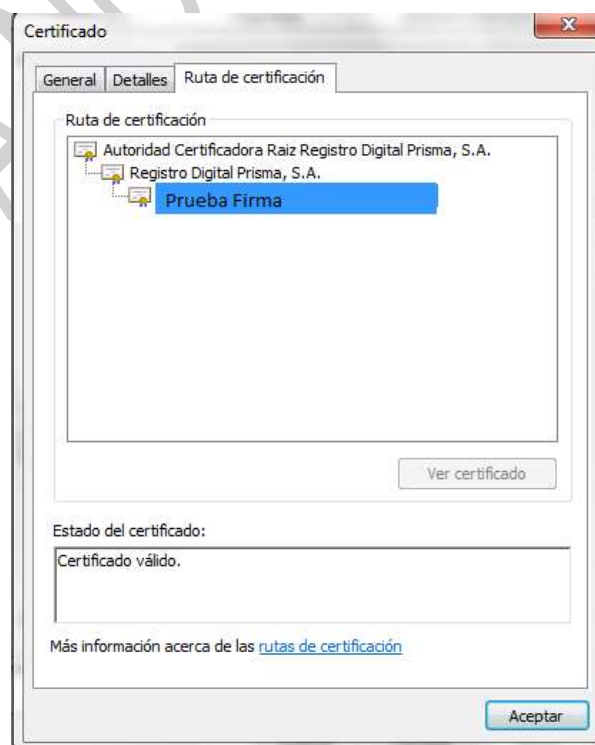 Certificado
General Detalles Ruta de certificación
Ruta de certificación
Autoridad Certificadora Raiz Registro Digital Prisma, S.A.
Registro Digital Prisma, S.A.
Prueba Firma
Ver certificado
Estado del certificado:
Certificado válido.
Más información acerca de las rutas de certificación
Aceptar